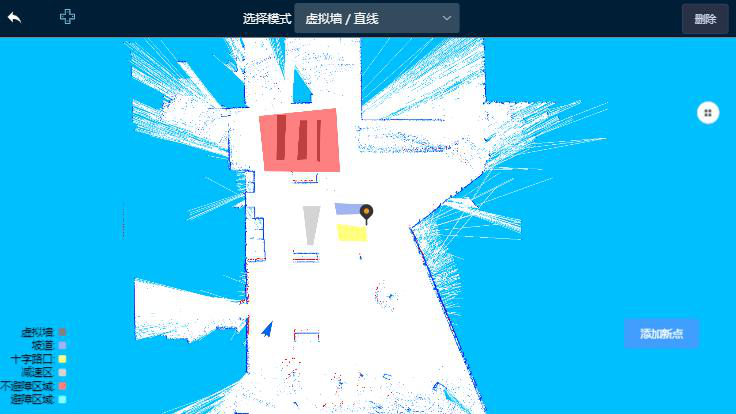 选择模式 虚拟墙 / 直线 删除
添加新点
虚拟墙:
坡道:
十字路口:
减速区:
不避障区域:
避障区域: